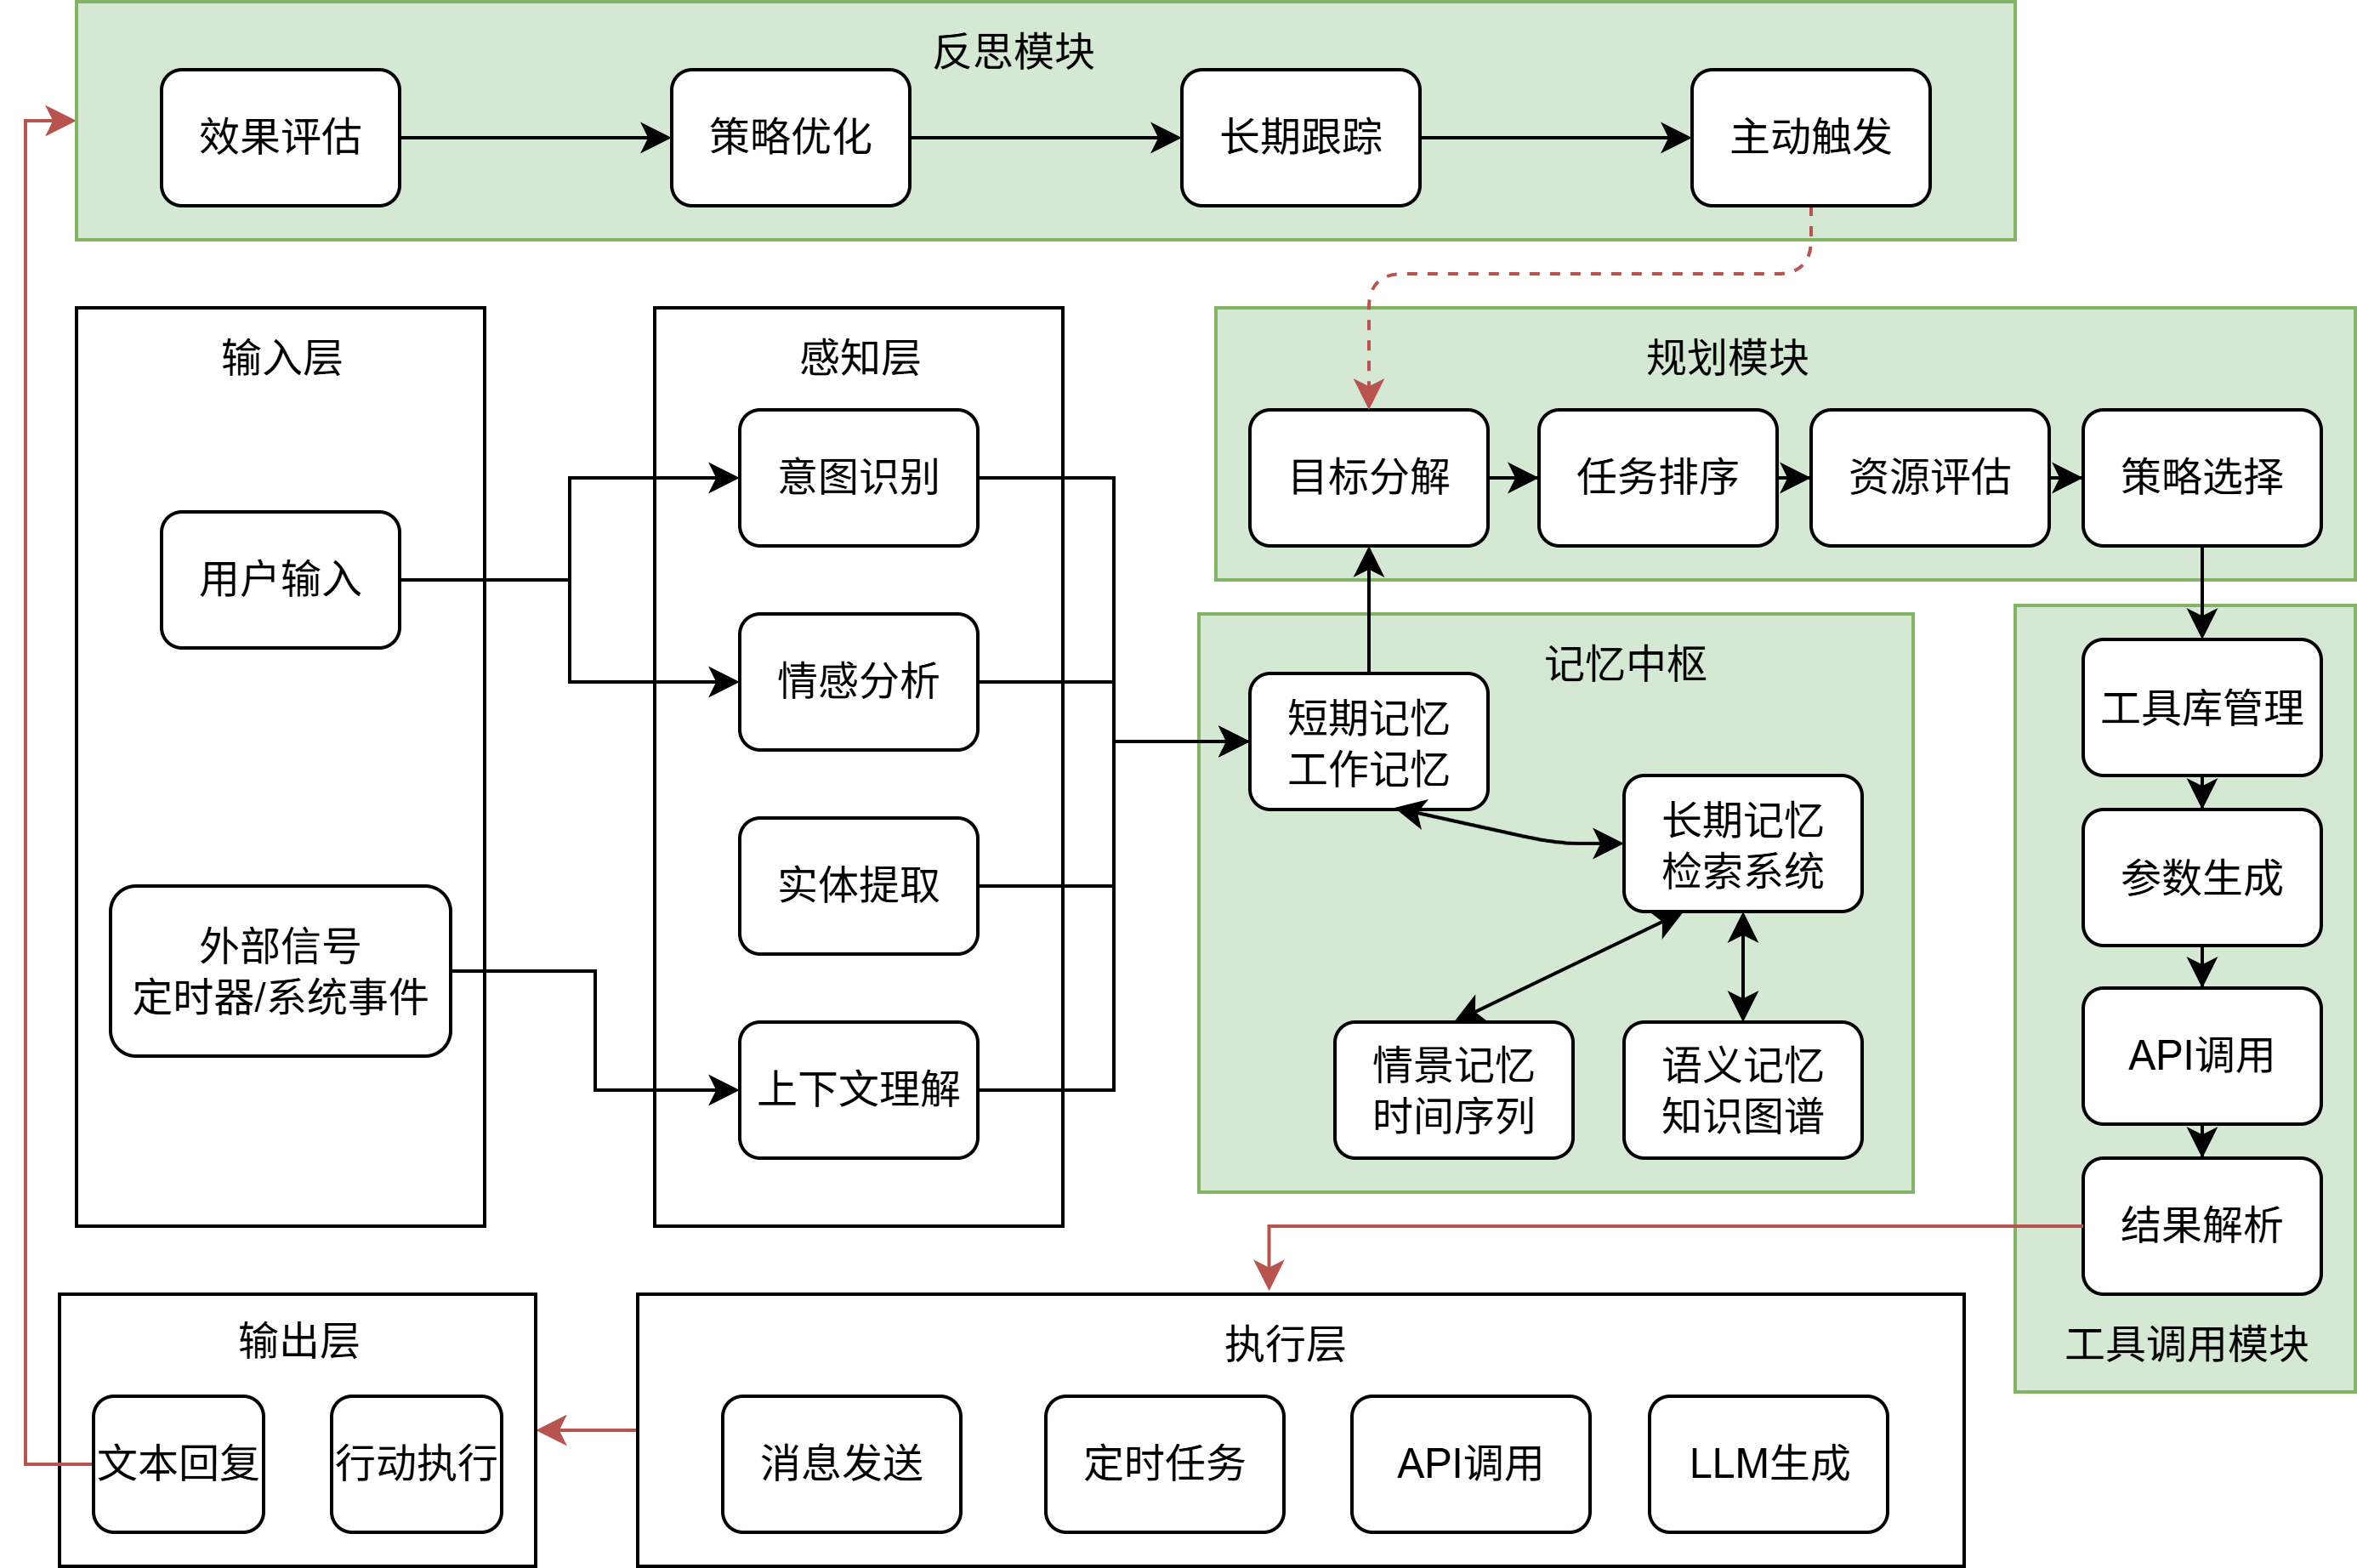 反思模块
效果评估
策略优化
长期跟踪
主动触发
输入层
用户输入
外部信号
定时器/系统事件
感知层
意图识别
情感分析
实体提取
上下文理解
规划模块
目标分解
任务排序
资源评估
策略选择
记忆中枢
短期记忆
工作记忆
长期记忆
检索系统
情景记忆
时间序列
语义记忆
知识图谱
工具库管理
参数生成
API调用
结果解析
工具调用模块
输出层
文本回复
行动执行
执行层
消息发送
定时任务
API调用
LLM生成